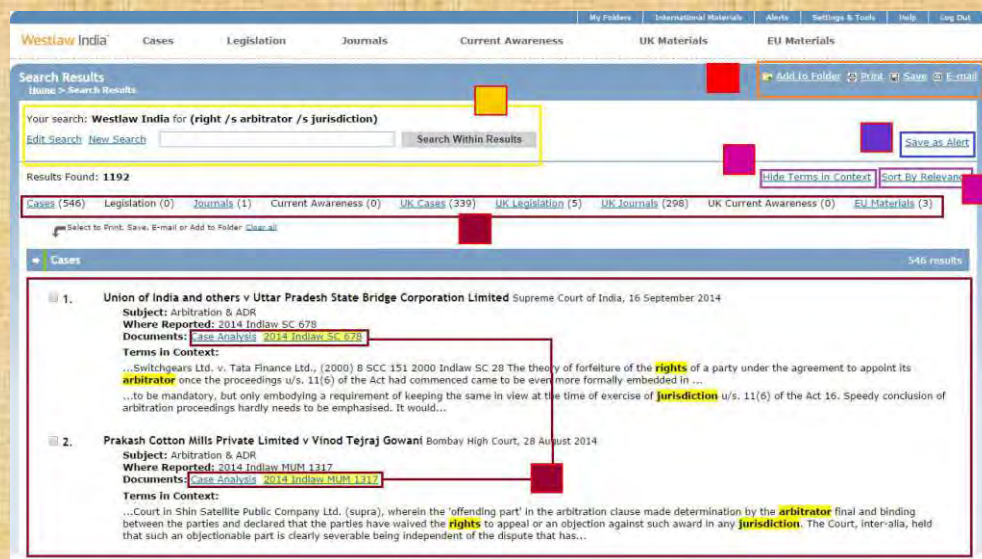 My Folders International Materials Alerts Settings & Tools Help Log Out
Westlaw India Cases Legislation Journals Current Awareness UK Materials EU Materials
Search Results
Home > Search Results
Add to Folder Print Save E-mail
Your search: Westlaw India for (right /s arbitrator /s jurisdiction)
Edit Search New Search Search Within Results
Save as Alert
Results Found: 1192
Hide Terms in Context Sort By Relevance
Cases (546) Legislation (0) Journals (1) Current Awareness (0) UK Cases (339) UK Legislation (5) UK Journals (298) UK Current Awareness (0) EU Materials (3)
Select to Print, Save, E-mail or Add to Folder Clear all
Cases 546 results
1. Union of India and others v Uttar Pradesh State Bridge Corporation Limited Supreme Court of India, 16 September 2014
Subject: Arbitration & ADR
Where Reported: 2014 Indlaw SC 678
Documents: Case Analysis 2014 Indlaw SC 678
Terms in Context:
...Switchgears Ltd. v. Tata Finance Ltd., (2000) 8 SCC 151 2000 Indlaw SC 28 The theory of forfeiture of the rights of a party under the agreement to appoint its
arbitrator once the proceedings u/s. 11(6) of the Act had commenced came to be even more formally embedded in ...
...to be mandatory, but only embodying a requirement of keeping the same in view at the time of exercise of jurisdiction u/s. 11(6) of the Act 16. Speedy conclusion of
arbitration proceedings hardly needs to be emphasised. It would...
2. Prakash Cotton Mills Private Limited v Vinod Tejraj Gowani Bombay High Court, 28 August 2014
Subject: Arbitration & ADR
Where Reported: 2014 Indlaw MUM 1317
Documents: Case Analysis 2014 Indlaw MUM 1317
Terms in Context:
...Court in Shin Satellite Public Company Ltd. (supra), wherein the 'offending part' in the arbitration clause made determination by the arbitrator final and binding
between the parties and declared that the parties have waived the rights to appeal or an objection against such award in any jurisdiction. The Court, inter-alia, held
that such an objectionable part is clearly severable being independent of the dispute that has...